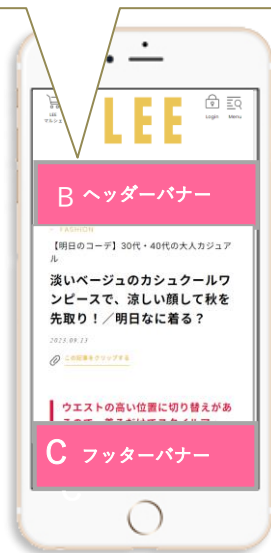 LEE
LEE
マルシェ
Login Menu
B ヘッダーバナー
FASHION
【明日のコーデ】30代・40代の大人カジュア
ル
淡いベージュのカシュクールワ
ンピースで、涼しい顔して秋を
先取り！／明日なに着る？
2023.09.13
この記事をクリップする
ウエストの高い位置に切り替えがあ
C フッターバナー